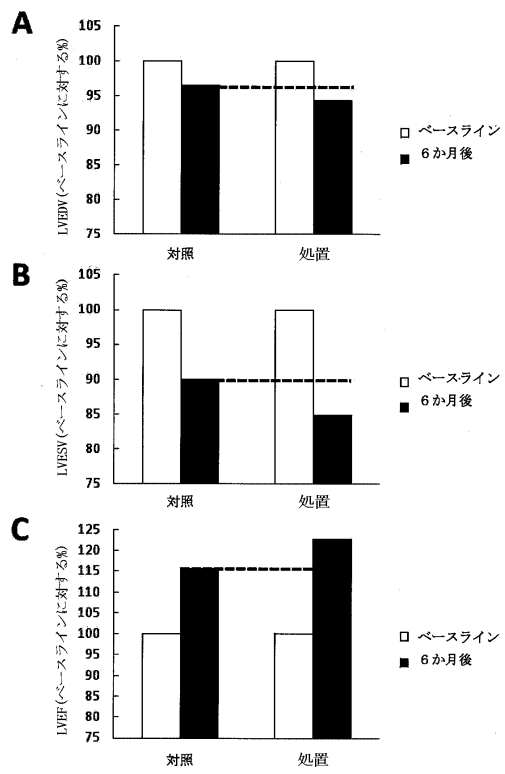 A
LVEDV(ベースラインに対する%)
105
100
95
90
85
80
75
対照
処置
□ ベースライン
■ 6か月後
B
LVESV(ベースラインに対する%)
105
100
90
85
80
75
対照
処置
□ ベースライン
■ 6か月後
C
LVEF(ベースラインに対する%)
125
120
115
115
105
100
95
90
85
80
75
対照
処置
□ ベースライン
■ 6か月後